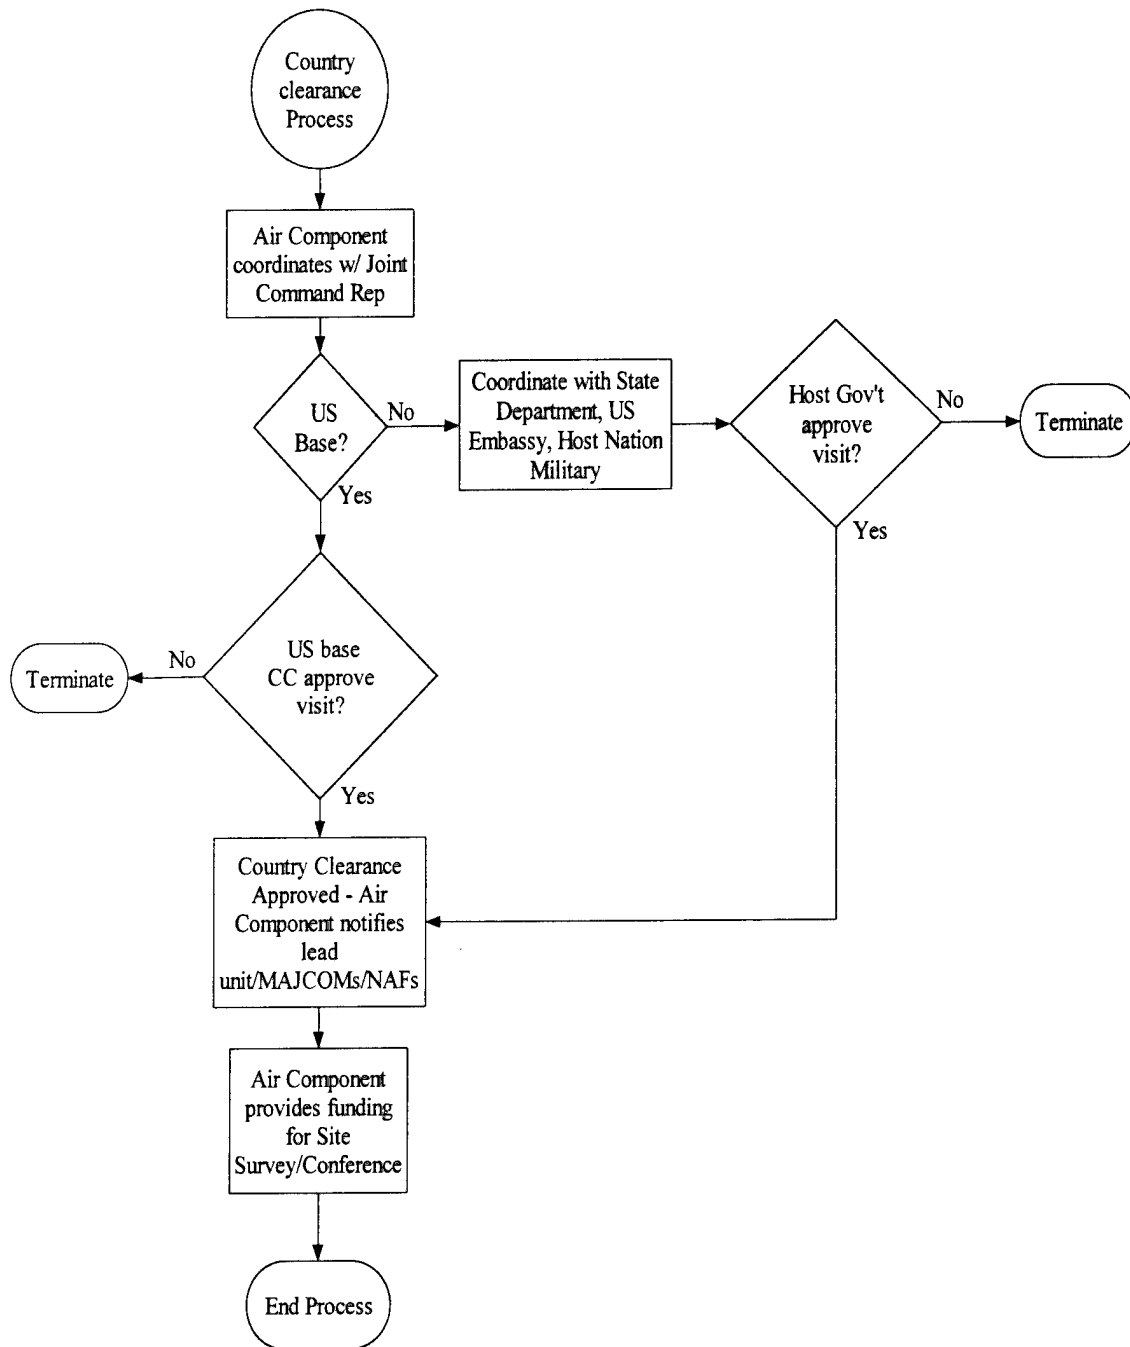 Country
clearance
Process
Air Component
coordinates w/ Joint
Command Rep
US
Base?
No
Yes
Coordinate with State
Department, US
Embassy, Host Nation
Military
Host Gov't
approve
visit?
No
Terminate
Yes
US base
CC approve
visit?
No
Terminate
Yes
Country Clearance
Approved - Air
Component notifies
lead
unit/MAJCOMs/NAFs
Air Component
provides funding
for Site
Survey/Conference
End Process